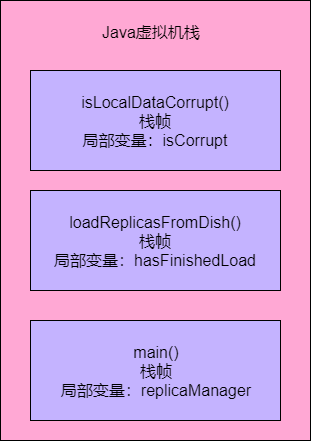 Java虚拟机栈
isLocalDataCorrupt()
栈帧
局部变量：isCorrupt
loadReplicasFromDish()
栈帧
局部变量：hasFinishedLoad
main()
栈帧
局部变量：replicaManager